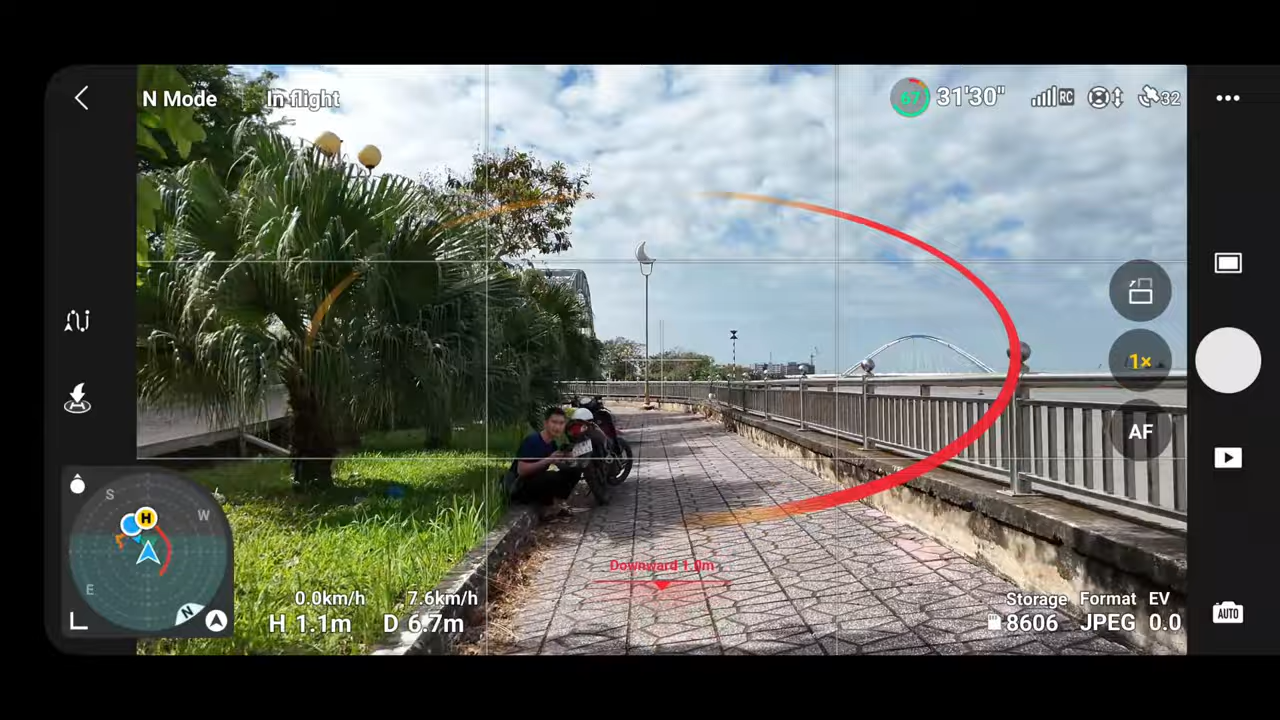 N Mode
In flight
67
31'30"
RC
32
1×
AF
S
W
H
E
N
0.0km/h
7.6km/h
H 1.1m
D 6.7m
Downward 1.0m
Storage
Format
EV
8606
JPEG
0.0
AUTO